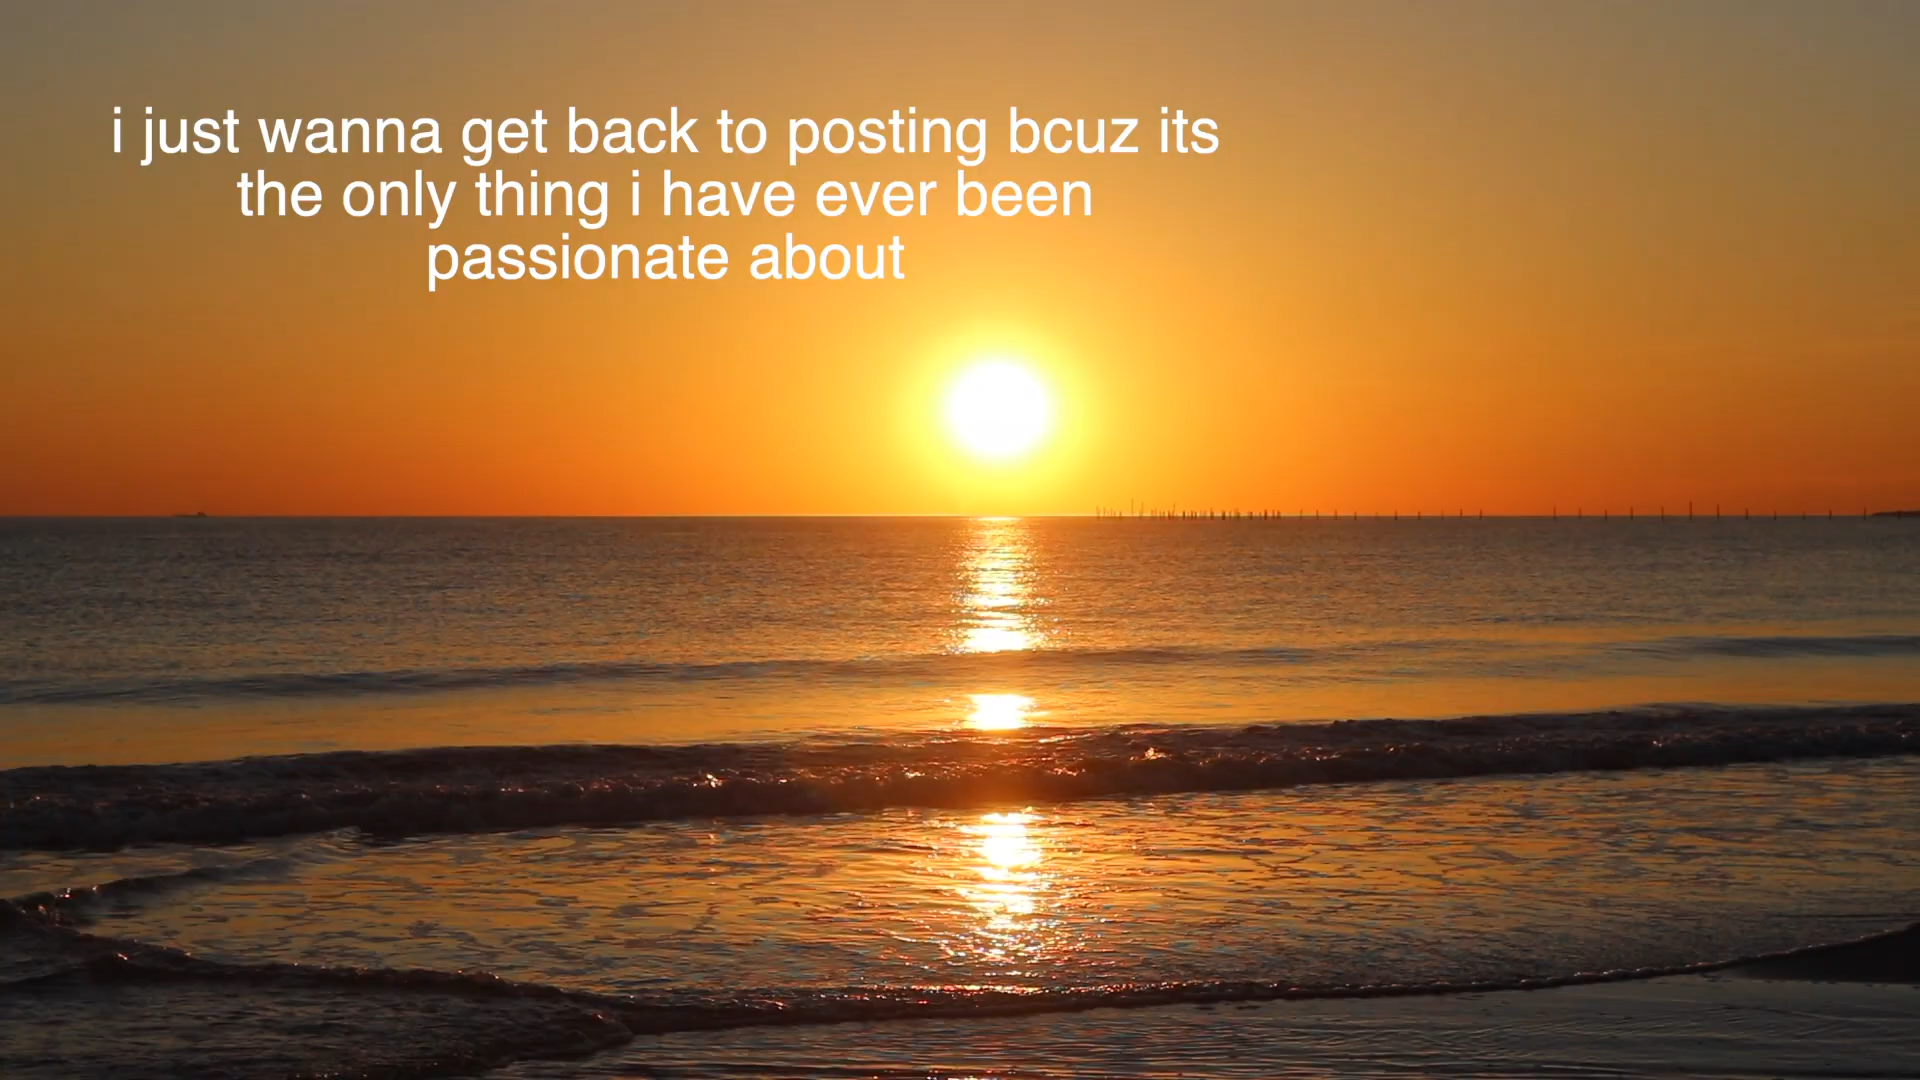 i just wanna get back to posting bcuz its
the only thing i have ever been
passionate about